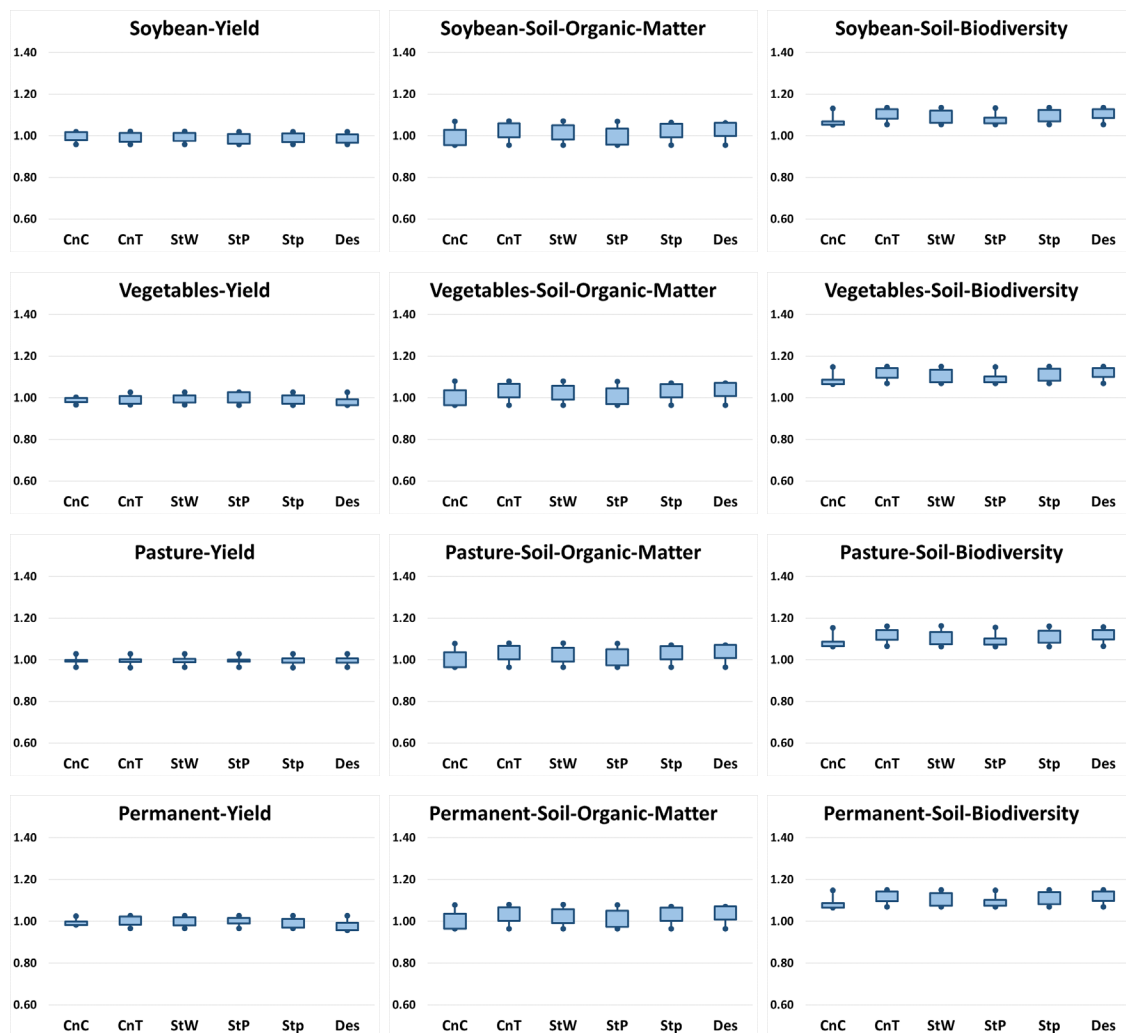 Soybean-Yield
1.40
1.20
1.00
0.80
0.60
CnC CnT StW StP Stp Des
Soybean-Soil-Organic-Matter
CnC CnT StW StP Stp Des
Soybean-Soil-Biodiversity
1.40
1.20
1.00
0.80
0.60
CnC CnT StW StP Stp Des
Vegetables-Yield
1.40
1.20
1.00
0.80
0.60
CnC CnT StW StP Stp Des
Vegetables-Soil-Organic-Matter
1.40
1.20
1.00
0.80
0.60
CnC CnT StW StP Stp Des
Vegetables-Soil-Biodiversity
1.40
1.20
1.00
0.80
0.60
CnC CnT StW StP Stp Des
Pasture-Yield
1.40
1.20
1.00
0.80
0.60
CnC CnT StW StP Stp Des
Pasture-Soil-Organic-Matter
1.40
1.20
1.00
0.80
0.60
CnC CnT StW StP Stp Des
Pasture-Soil-Biodiversity
1.40
1.20
1.00
0.80
0.60
CnC CnT StW StP Stp Des
Permanent-Yield
1.40
1.20
1.00
0.80
0.60
CnC CnT StW StP Stp Des
Permanent-Soil-Organic-Matter
1.40
1.20
1.00
0.80
0.60
CnC CnT StW StP Stp Des
Permanent-Soil-Biodiversity
1.40
1.20
1.00
0.80
0.60
CnC CnT StW StP Stp Des